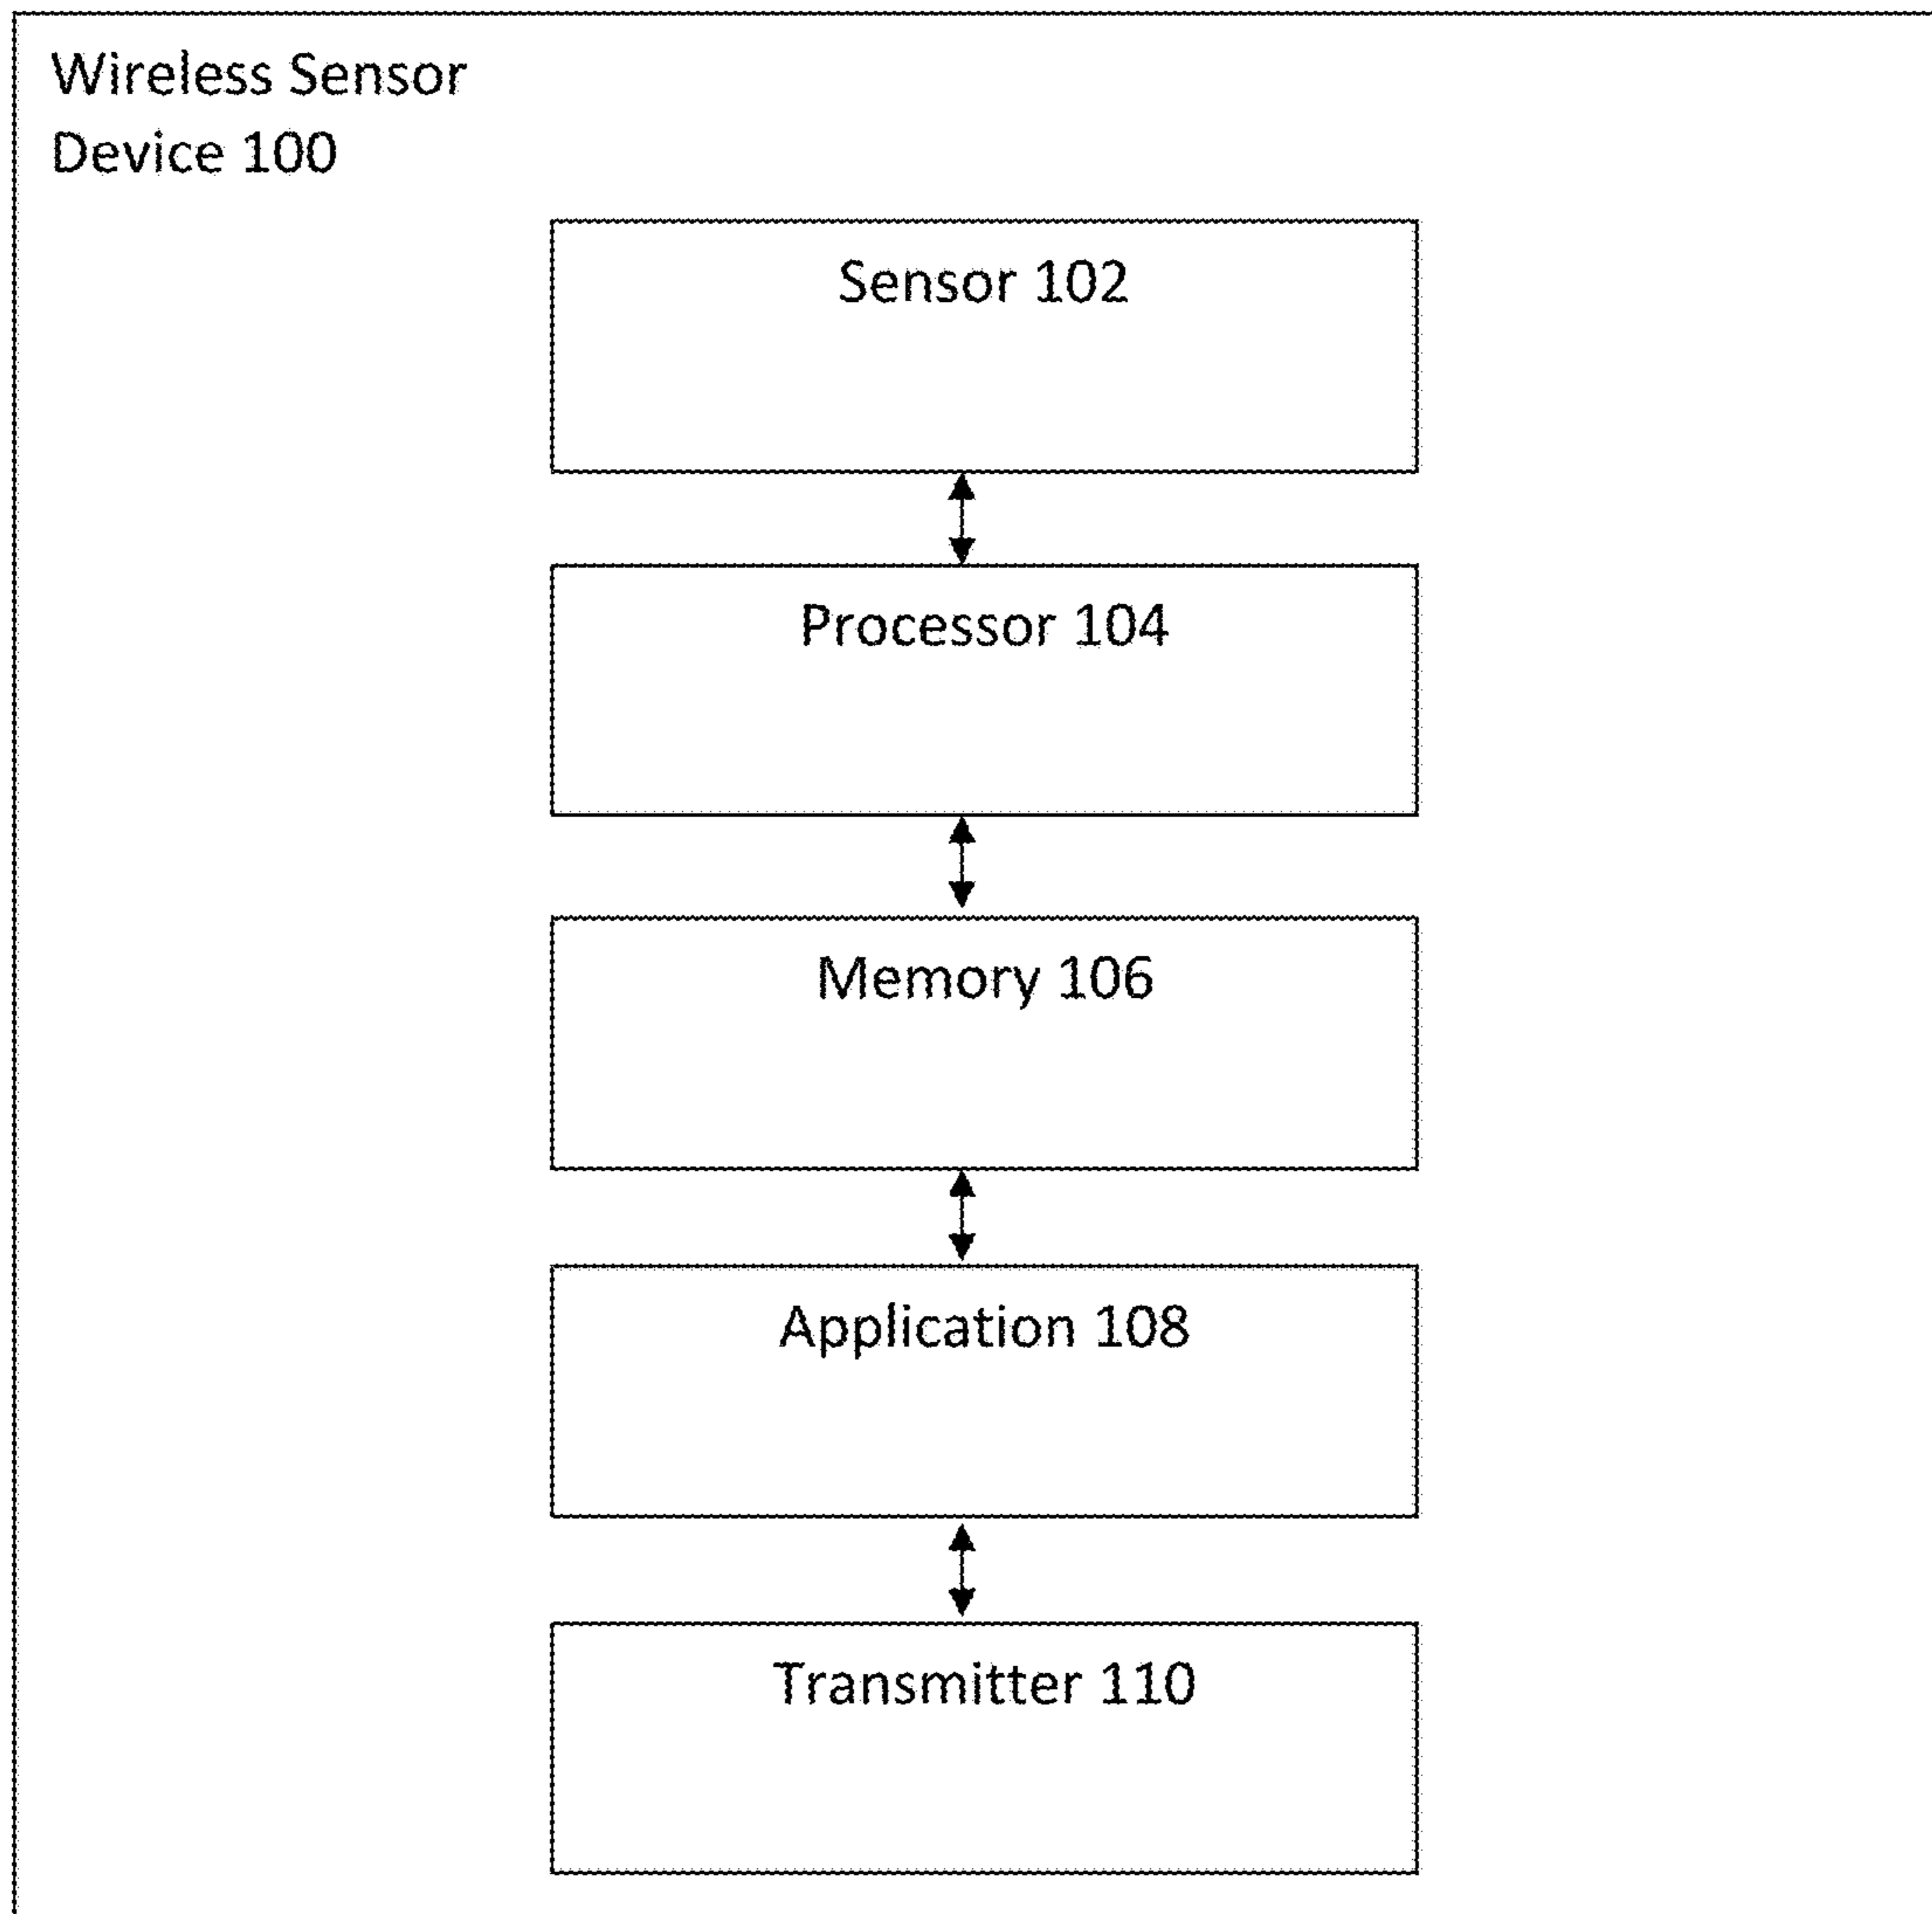 Wireless Sensor
Device 100
Sensor 102
Processor 104
Memory 106
Application 108
Transmitter 110